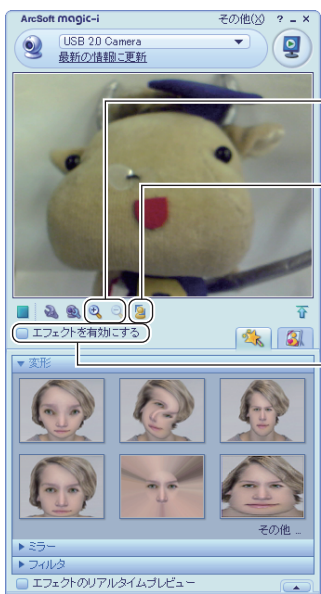 ArcSoft magic-i その他(X) ? – ×
USB 2.0 Camera
最新の情報に更新
エフェクトを有効にする
▼変形
その他 ...
▶ミラー
▶フィルタ
エフェクトのリアルタイムプレビュー